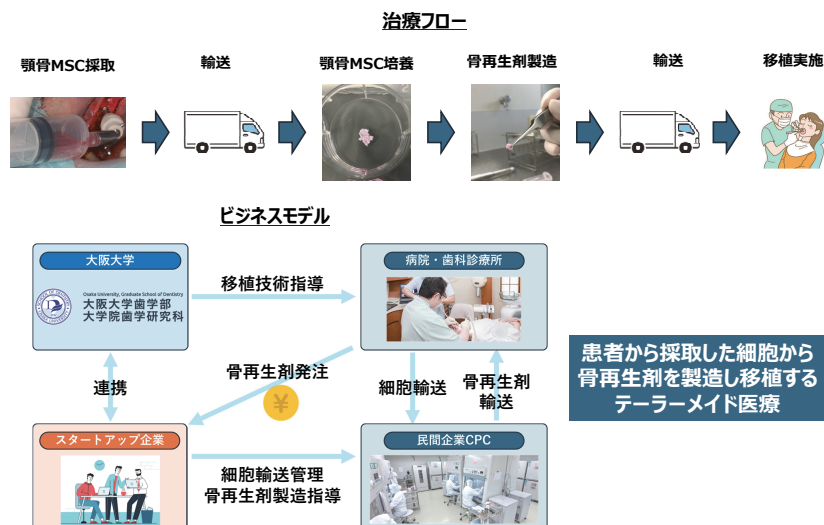 治療フロー
顎骨MSC採取
輸送
顎骨MSC培養
骨再生剤製造
輸送
移植実施
ビジネスモデル
大阪大学
Osaka University, Graduate School of Dentistry
大阪大学歯学部
大学院歯学研究科
移植技術指導
病院・歯科診療所
連携
骨再生剤発注
¥
細胞輸送
骨再生剤
輸送
患者から採取した細胞から
骨再生剤を製造し移植する
テーラーメイド医療
スタートアップ企業
細胞輸送管理
骨再生剤製造指導
民間企業CPC